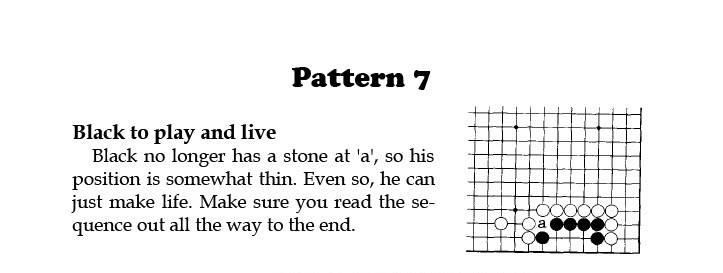 Pattern 7
Black to play and live
Black no longer has a stone at 'a', so his
position is somewhat thin. Even so, he can
just make life. Make sure you read the se-
quence out all the way to the end.
a